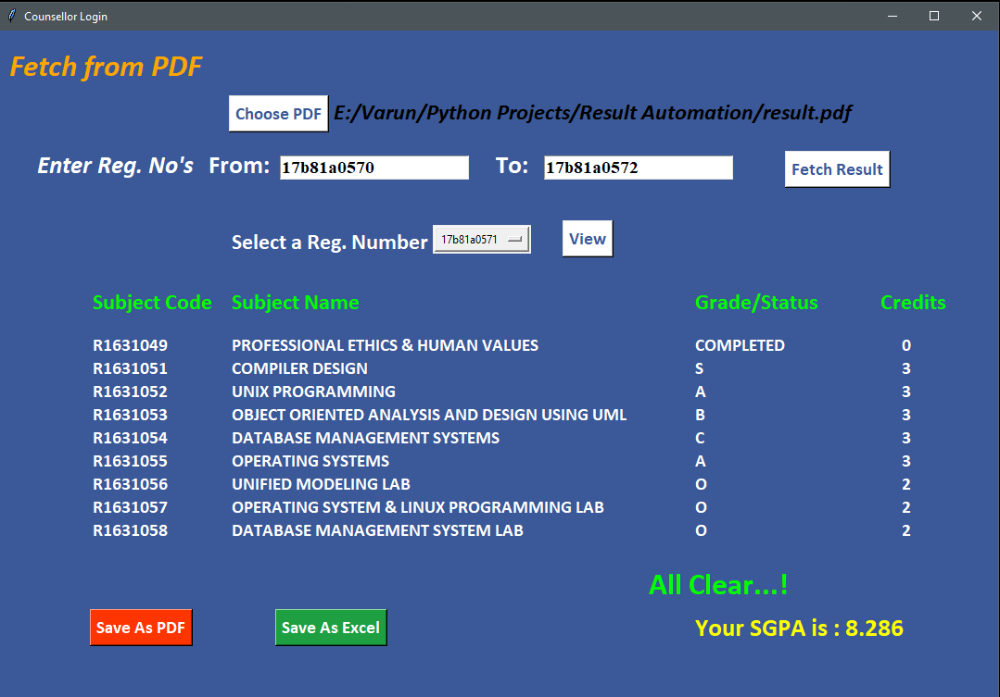 Counsellor Login
Fetch from PDF
Choose PDF E:/Varun/Python Projects/Result Automation/result.pdf
Enter Reg. No's From: 17b81a0570 To: 17b81a0572 Fetch Result
Select a Reg. Number 17b81a0571 View
Subject Code Subject Name Grade/Status Credits
R1631049 PROFESSIONAL ETHICS & HUMAN VALUES COMPLETED 0
R1631051 COMPILER DESIGN S 3
R1631052 UNIX PROGRAMMING A 3
R1631053 OBJECT ORIENTED ANALYSIS AND DESIGN USING UML B 3
R1631054 DATABASE MANAGEMENT SYSTEMS C 3
R1631055 OPERATING SYSTEMS A 3
R1631056 UNIFIED MODELING LAB O 2
R1631057 OPERATING SYSTEM & LINUX PROGRAMMING LAB O 2
R1631058 DATABASE MANAGEMENT SYSTEM LAB O 2
All Clear...!
Save As PDF Save As Excel Your SGPA is : 8.286